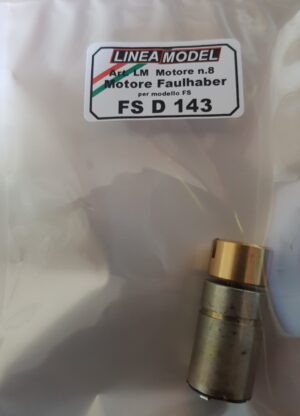 LINEA MODEL
Art. LM Motore n.8
Motore Faulhaber
per modello FS
FS D 143